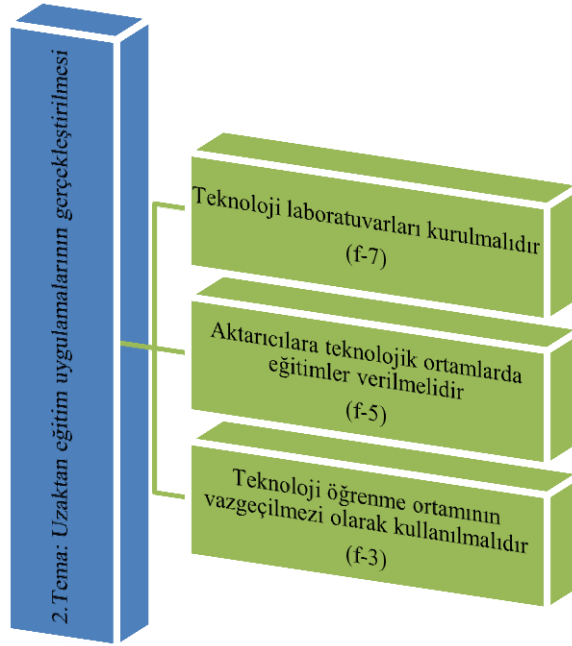 2.Tema: Uzaktan eğitim uygulamalarının gerçekleştirilmesi
Teknoloji laboratuvarları kurulmalıdır
(f-7)
Aktarıcılara teknolojik ortamlarda
eğitimler verilmelidir
(f-5)
Teknoloji öğrenme ortamının
vazgeçilmezi olarak kullanılmalıdır
(f-3)